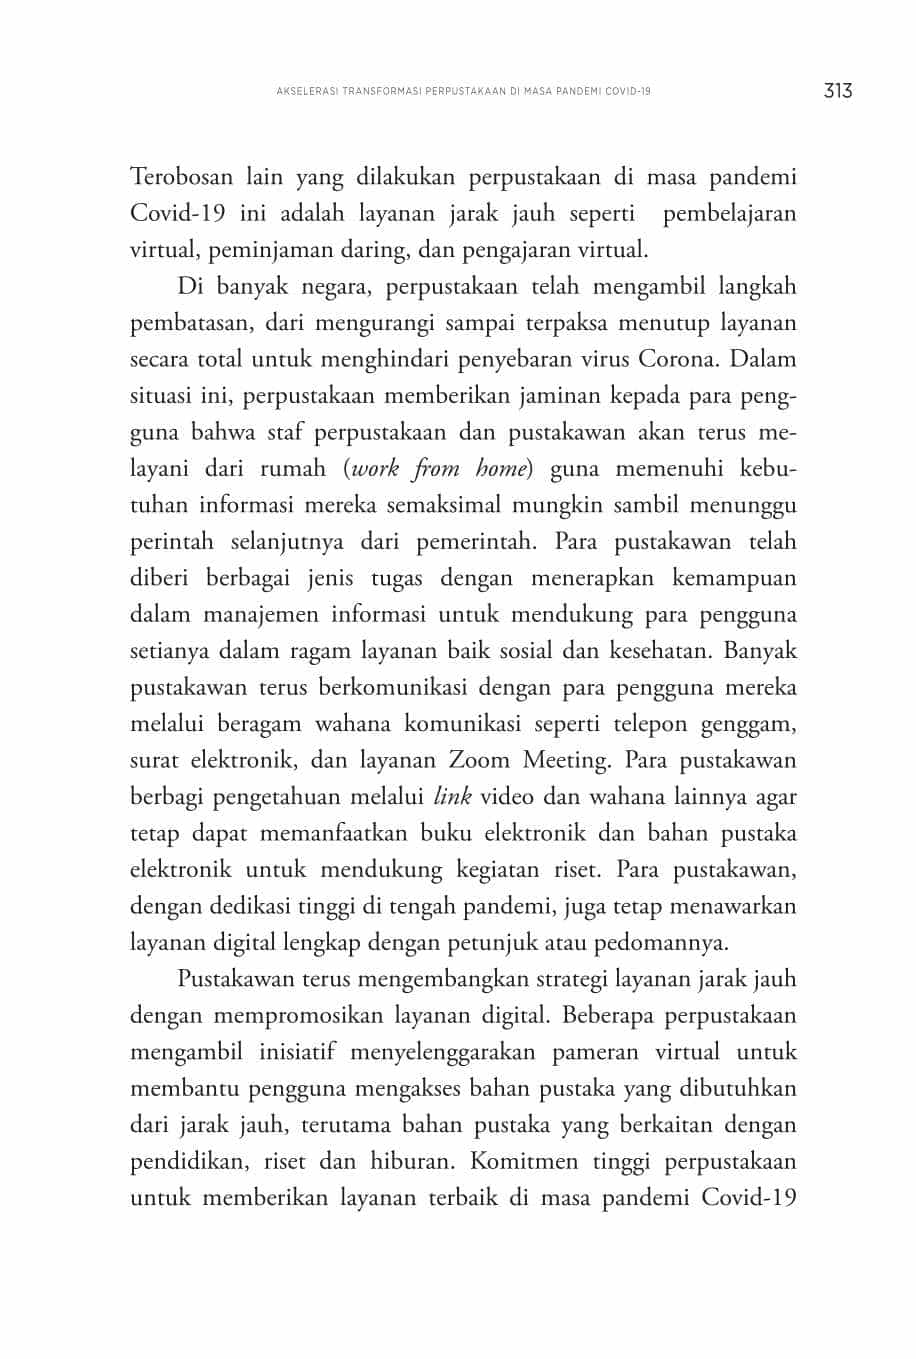 AKSELERASI TRANSFORMASI PERPUSTAKAAN DI MASA PANDEMI COVID-19 313
Terobosan lain yang dilakukan perpustakaan di masa pandemi
Covid-19 ini adalah layanan jarak jauh seperti pembelajaran
virtual, peminjaman daring, dan pengajaran virtual.
Di banyak negara, perpustakaan telah mengambil langkah
pembatasan, dari mengurangi sampai terpaksa menutup layanan
secara total untuk menghindari penyebaran virus Corona. Dalam
situasi ini, perpustakaan memberikan jaminan kepada para peng-
guna bahwa staf perpustakaan dan pustakawan akan terus me-
layani dari rumah (work from home) guna memenuhi kebu-
tuhan informasi mereka semaksimal mungkin sambil menunggu
perintah selanjutnya dari pemerintah. Para pustakawan telah
diberi berbagai jenis tugas dengan menerapkan kemampuan
dalam manajemen informasi untuk mendukung para pengguna
setianya dalam ragam layanan baik sosial dan kesehatan. Banyak
pustakawan terus berkomunikasi dengan para pengguna mereka
melalui beragam wahana komunikasi seperti telepon genggam,
surat elektronik, dan layanan Zoom Meeting. Para pustakawan
berbagi pengetahuan melalui link video dan wahana lainnya agar
tetap dapat memanfaatkan buku elektronik dan bahan pustaka
elektronik untuk mendukung kegiatan riset. Para pustakawan,
dengan dedikasi tinggi di tengah pandemi, juga tetap menawarkan
layanan digital lengkap dengan petunjuk atau pedomannya.
Pustakawan terus mengembangkan strategi layanan jarak jauh
dengan mempromosikan layanan digital. Beberapa perpustakaan
mengambil inisiatif menyelenggarakan pameran virtual untuk
membantu pengguna mengakses bahan pustaka yang dibutuhkan
dari jarak jauh, terutama bahan pustaka yang berkaitan dengan
pendidikan, riset dan hiburan. Komitmen tinggi perpustakaan
untuk memberikan layanan terbaik di masa pandemi Covid-19